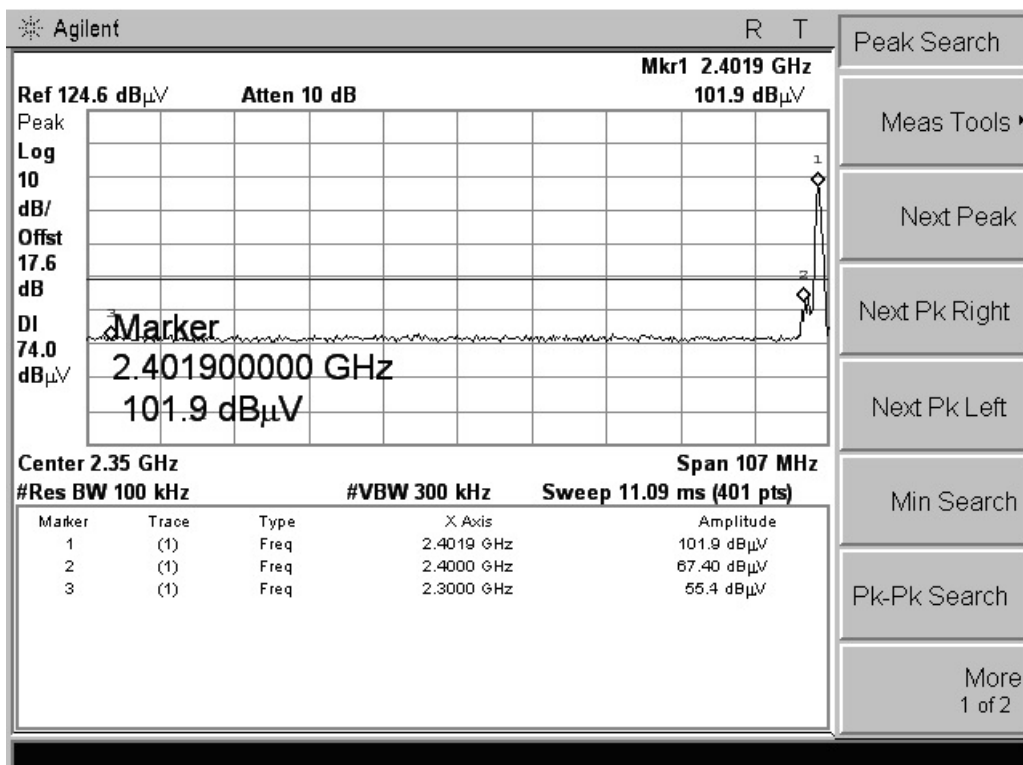 Agilent R T
Mkr1 2.4019 GHz
Ref 124.6 dBμV Atten 10 dB 101.9 dBμV
Peak
Log
10
dB/
Offset
17.6
dB
DI
74.0
dBμV
1
2
3
Marker
2.401900000 GHz
101.9 dBμV
Center 2.35 GHz Span 107 MHz
#Res BW 100 kHz #VBW 300 kHz Sweep 11.09 ms (401 pts)
Marker Trace Type X Axis Amplitude
1 (1) Freq 2.4019 GHz 101.9 dBμV
2 (1) Freq 2.4000 GHz 67.40 dBμV
3 (1) Freq 2.3000 GHz 55.4 dBμV
Peak Search
Meas Tools
Next Peak
Next Pk Right
Next Pk Left
Min Search
Pk-Pk Search
More
1 of 2